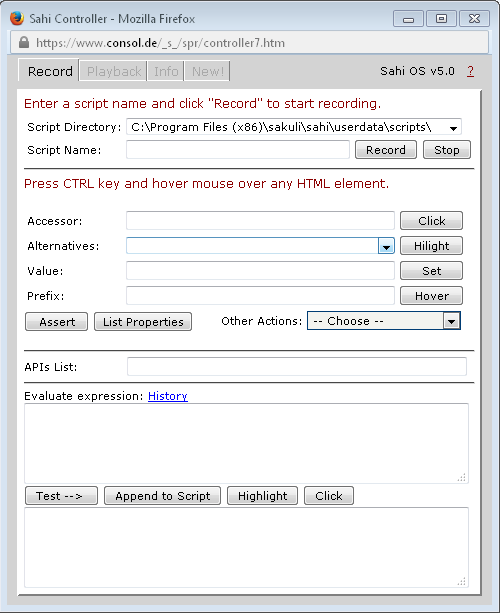 Sahi Controller - Mozilla Firefox
https://www.consol.de/_s_/spr/controller7.htm
Record Playback Info New! Sahi OS v5.0 ?
Enter a script name and click "Record" to start recording.
Script Directory: C:\Program Files (x86)\sakuli\sahi\userdata\scripts\
Script Name: Record Stop
Press CTRL key and hover mouse over any HTML element.
Accessor: Click
Alternatives: Hilight
Value: Set
Prefix: Hover
Assert List Properties Other Actions: -- Choose --
APIs List:
Evaluate expression: History
Test --> Append to Script Highlight Click